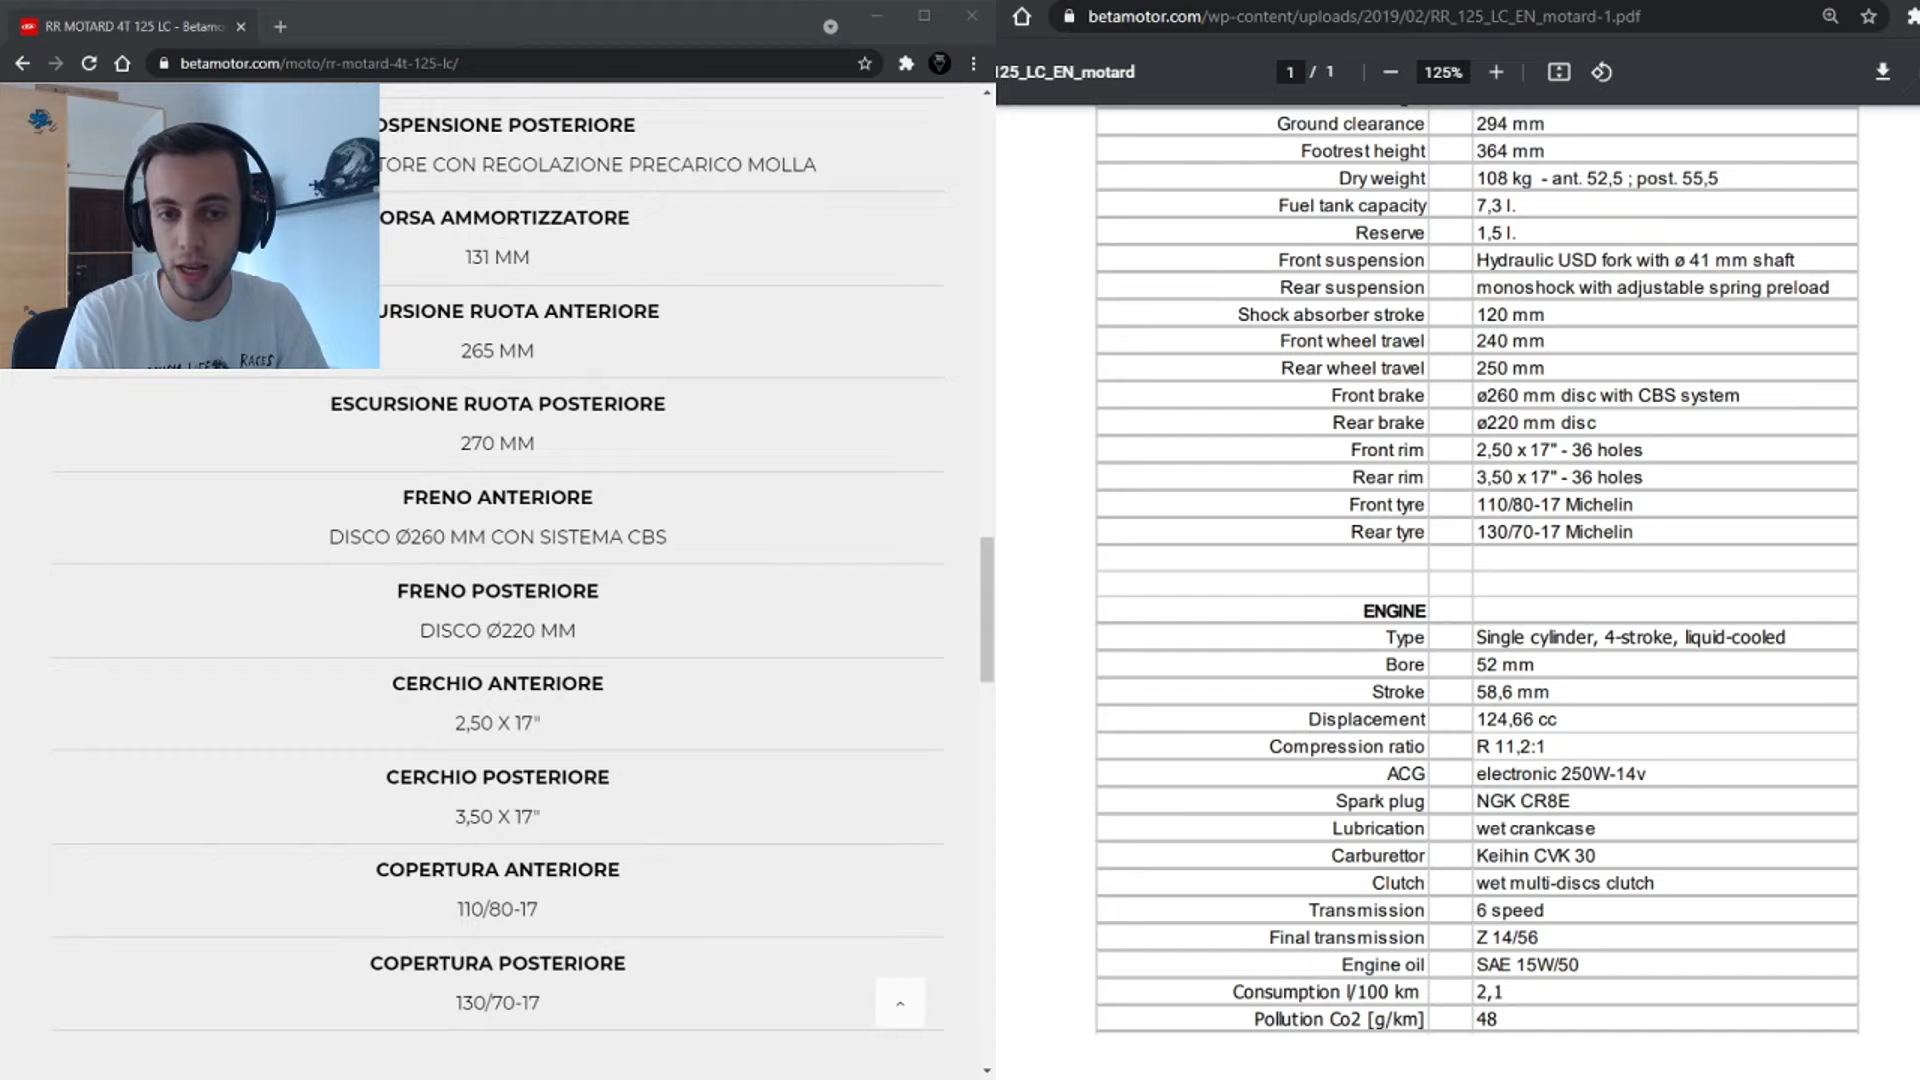 RR MOTARD 4T 125 LC - Betamo
betamotor.com/moto/rr-motard-4t-125-lc/
OSPENSIONE POSTERIORE
TORE CON REGOLAZIONE PRECARICO MOLLA
ORSA AMMORTIZZATORE
131 MM
URSIONE RUOTA ANTERIORE
265 MM
ESCURSIONE RUOTA POSTERIORE
270 MM
FRENO ANTERIORE
DISCO Ø260 MM CON SISTEMA CBS
FRENO POSTERIORE
DISCO Ø220 MM
CERCHIO ANTERIORE
2,50 X 17"
CERCHIO POSTERIORE
3,50 X 17"
COPERTURA ANTERIORE
110/80-17
COPERTURA POSTERIORE
130/70-17
RACES
betamotor.com/wp-content/uploads/2019/02/RR_125_LC_EN_motard-1.pdf
125_LC_EN_motard
1 / 1
125%
Ground clearance 294 mm
Footrest height 364 mm
Dry weight 108 kg - ant. 52,5 ; post. 55,5
Fuel tank capacity 7,3 l.
Reserve 1,5 l.
Front suspension Hydraulic USD fork with ø 41 mm shaft
Rear suspension monoshock with adjustable spring preload
Shock absorber stroke 120 mm
Front wheel travel 240 mm
Rear wheel travel 250 mm
Front brake ø260 mm disc with CBS system
Rear brake ø220 mm disc
Front rim 2,50 x 17" - 36 holes
Rear rim 3,50 x 17" - 36 holes
Front tyre 110/80-17 Michelin
Rear tyre 130/70-17 Michelin
ENGINE
Type Single cylinder, 4-stroke, liquid-cooled
Bore 52 mm
Stroke 58,6 mm
Displacement 124,66 cc
Compression ratio R 11,2:1
ACG electronic 250W-14v
Spark plug NGK CR8E
Lubrication wet crankcase
Carburettor Keihin CVK 30
Clutch wet multi-discs clutch
Transmission 6 speed
Final transmission Z 14/56
Engine oil SAE 15W/50
Consumption l/100 km 2,1
Pollution Co2 [g/km] 48